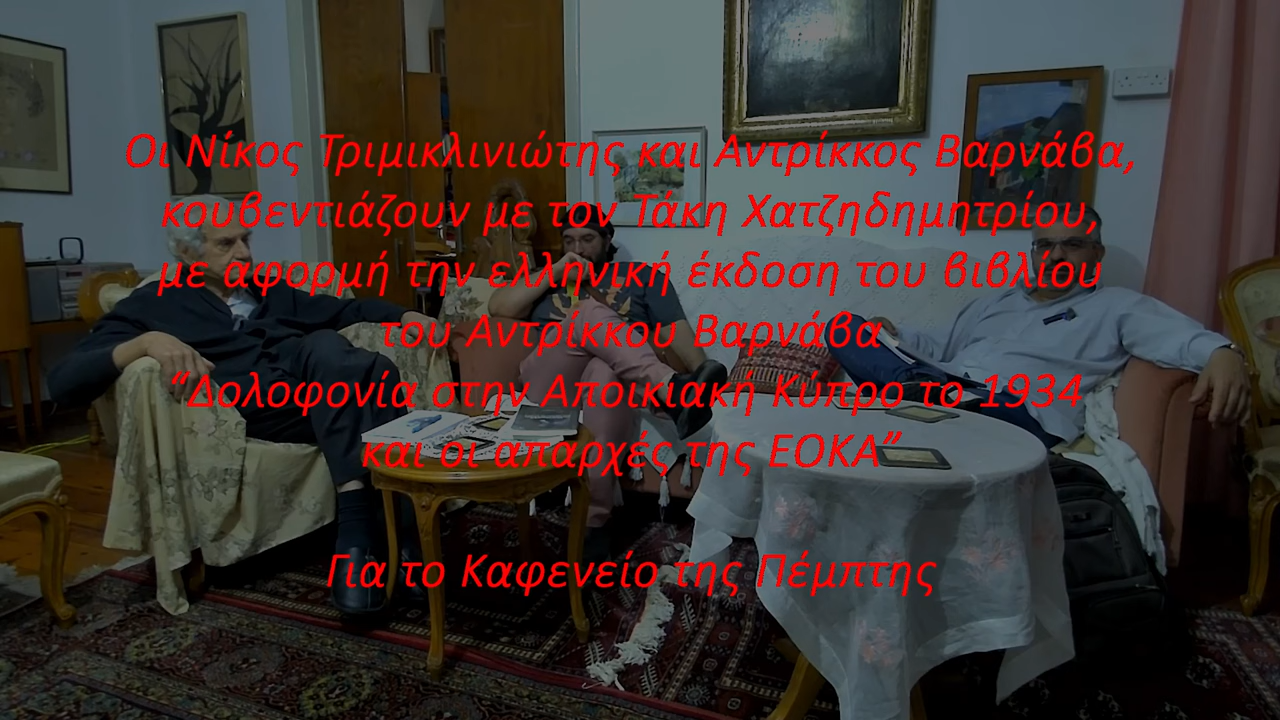 Οι Νίκος Τριμικλινιώτης και Αντρίκκος Βαρνάβα,
κουβεντιάζουν με τον Τάκη Χατζηδημητρίου,
με αφορμή την ελληνική έκδοση του βιβλίου
του Αντρίκκου Βαρνάβα
“Δολοφονία στην Αποικιακή Κύπρο το 1934
και οι απαρχές της ΕΟΚΑ”
Για το Καφενείο της Πέμπτης